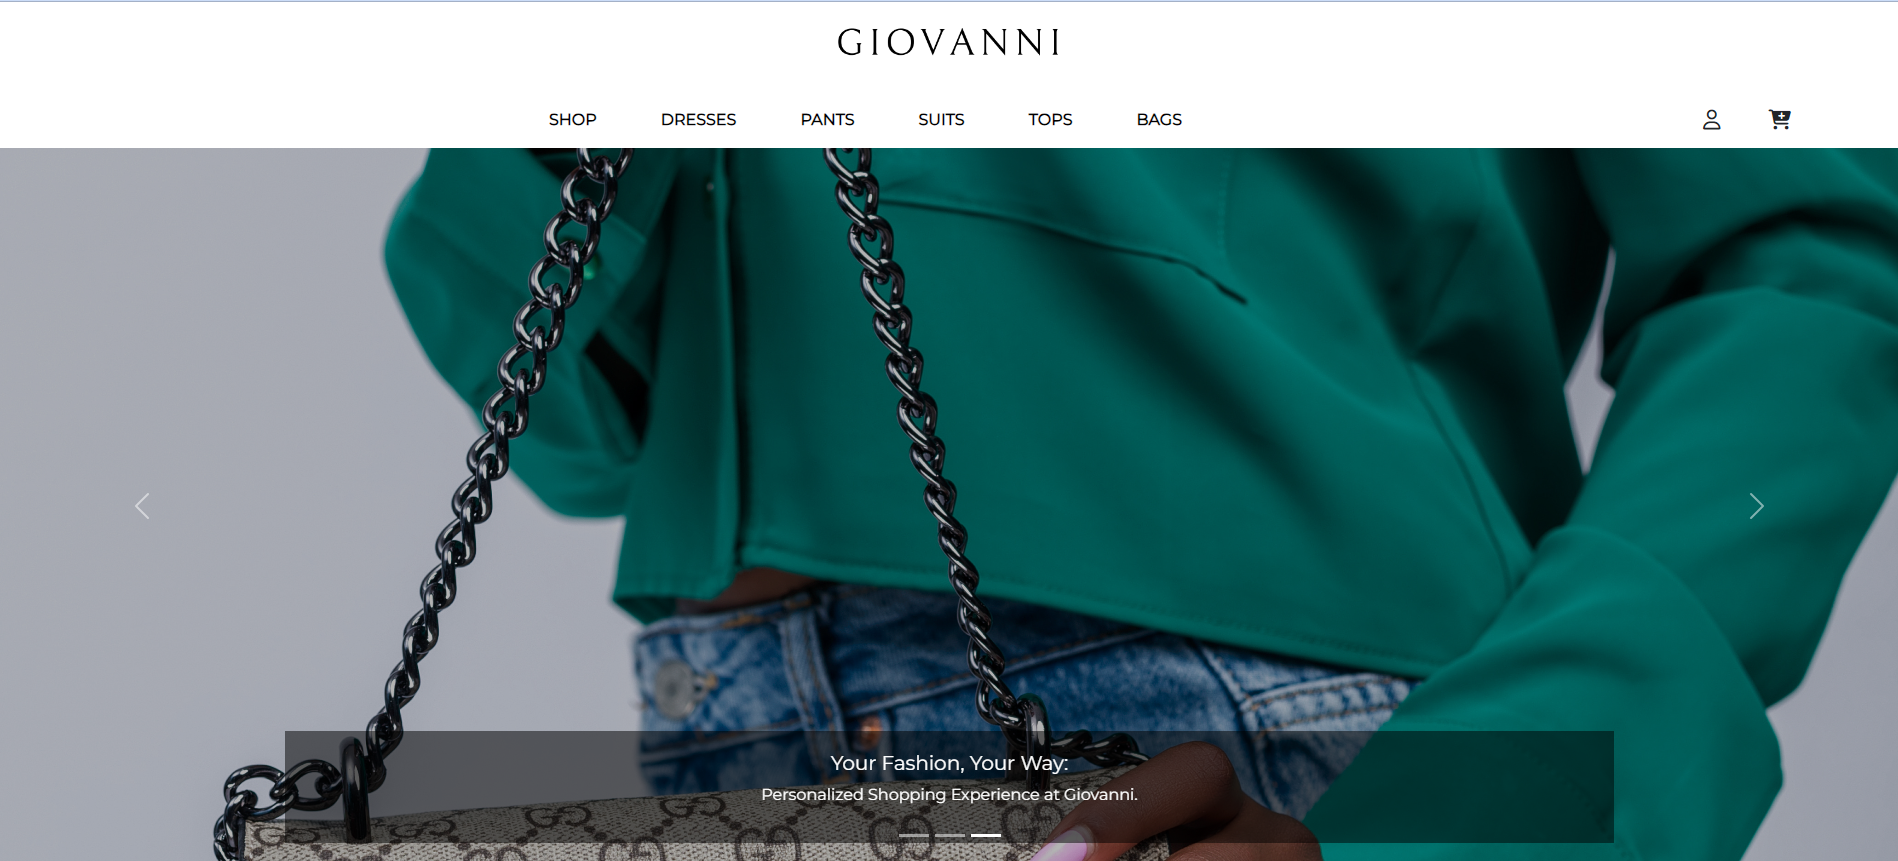 GIOVANNI
SHOP DRESSES PANTS SUITS TOPS BAGS
Your Fashion, Your Way:
Personalized Shopping Experience at Giovanni.